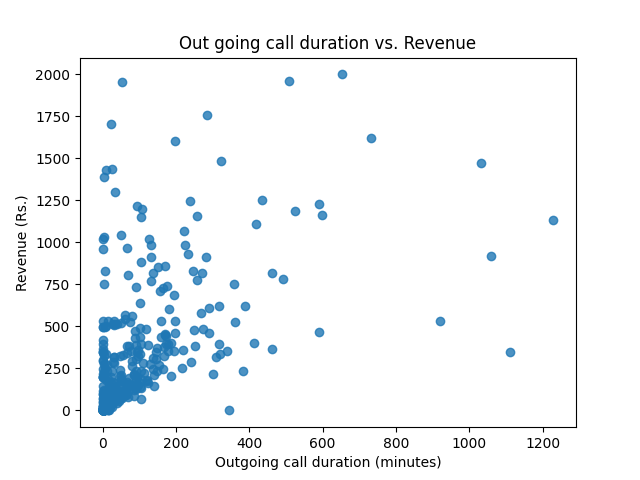 Out going call duration vs. Revenue
2000
1750
1500
1250
1000
750
500
250
0
Revenue (Rs.)
0 200 400 600 800 1000 1200
Outgoing call duration (minutes)